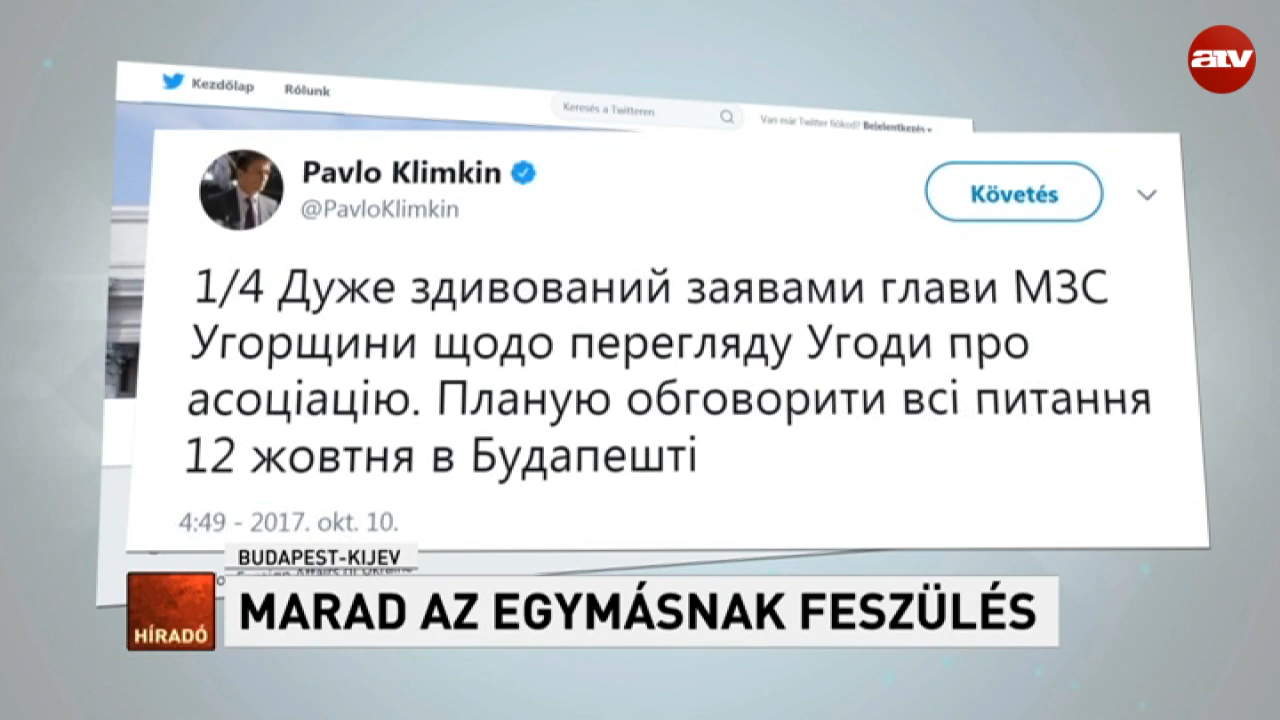 atv
Kezdőlap Rólunk Keresés a Twitteren Van már Twitter fiókod? Bejelentkezés
Pavlo Klimkin
@PavloKlimkin
Követés
1/4 Дуже здивований заявами глави МЗС
Угорщини щодо перегляду Угоди про
асоціацію. Планую обговорити всі питання
12 жовтня в Будапешті
4:49 - 2017. okt. 10.
BUDAPEST-KIJEV
HÍRADÓ
MARAD AZ EGYMÁSNAK FESZÜLÉS